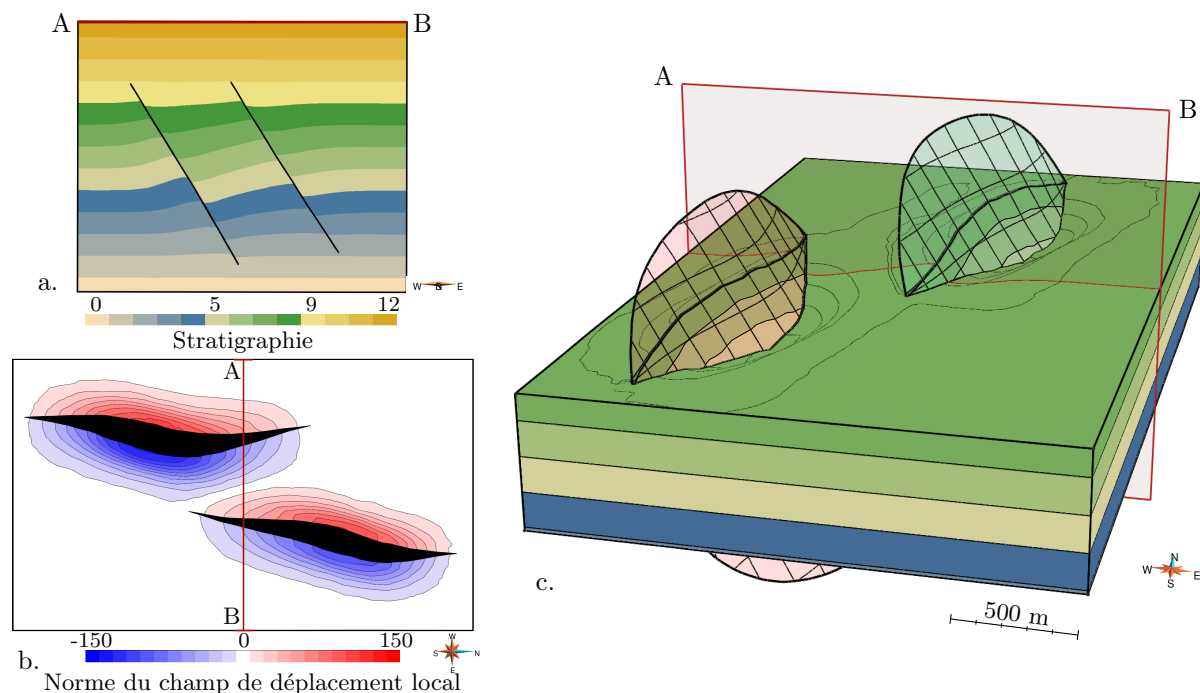 A
B
a.
W
S
E
0
5
9
12
Stratigraphie
A
B
b.
-150
0
150
Norme du champ de déplacement local
W
S
N
E
A
B
c.
500 m
N
W
E
S